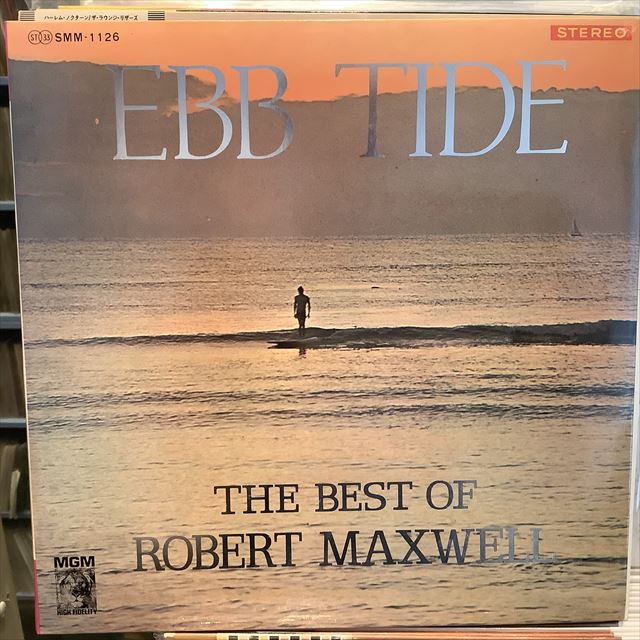 ハーレム・ノクターン/ザ・ラウンジ・リザーズ
ST 33 SMM-1126
STEREO
EBB TIDE
THE BEST OF
ROBERT MAXWELL
MGM
HIGH FIDELITY